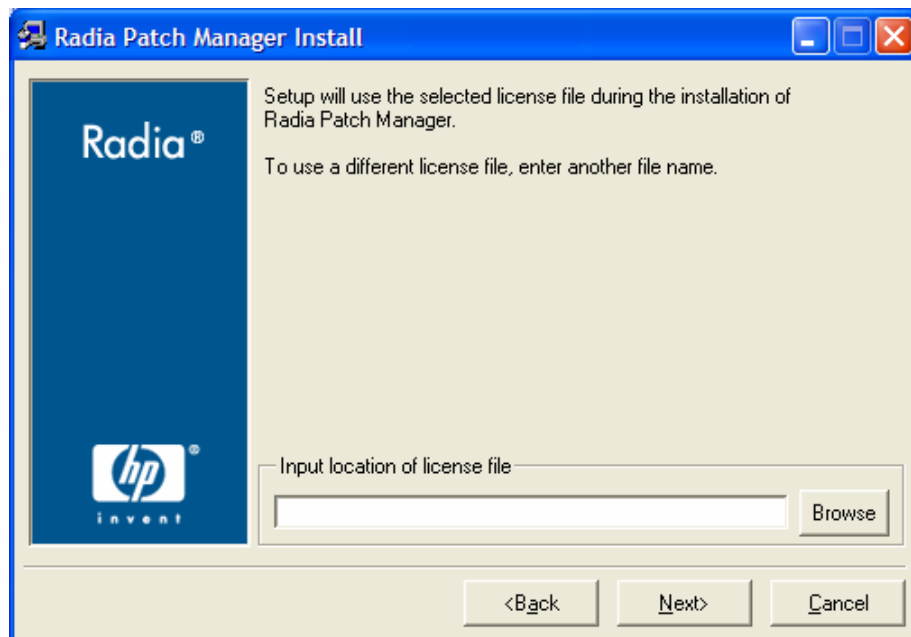 Radia Patch Manager Install
Radia®
Setup will use the selected license file during the installation of
Radia Patch Manager.
To use a different license file, enter another file name.
hp®
invent
Input location of license file
Browse
<Back
Next>
Cancel